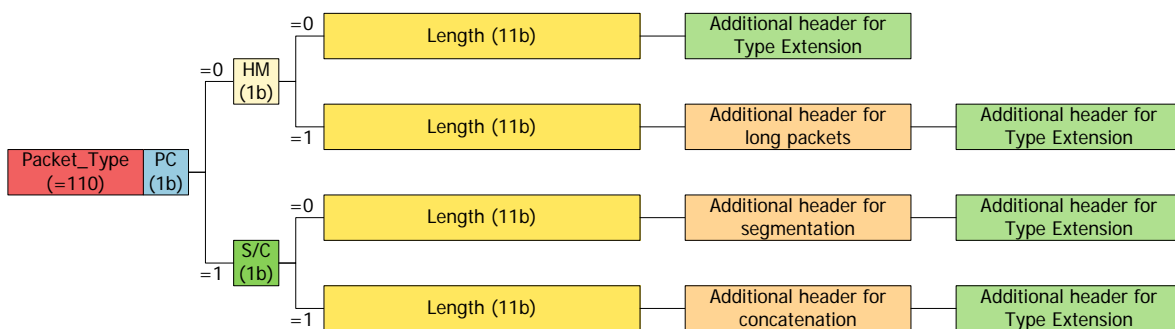 =0
Length (11b)
Additional header for
Type Extension
=0
HM
(1b)
=1
Length (11b)
Additional header for
long packets
Additional header for
Type Extension
Packet_Type
(=110)
PC
(1b)
=0
Length (11b)
Additional header for
segmentation
Additional header for
Type Extension
=1
S/C
(1b)
=1
Length (11b)
Additional header for
concatenation
Additional header for
Type Extension